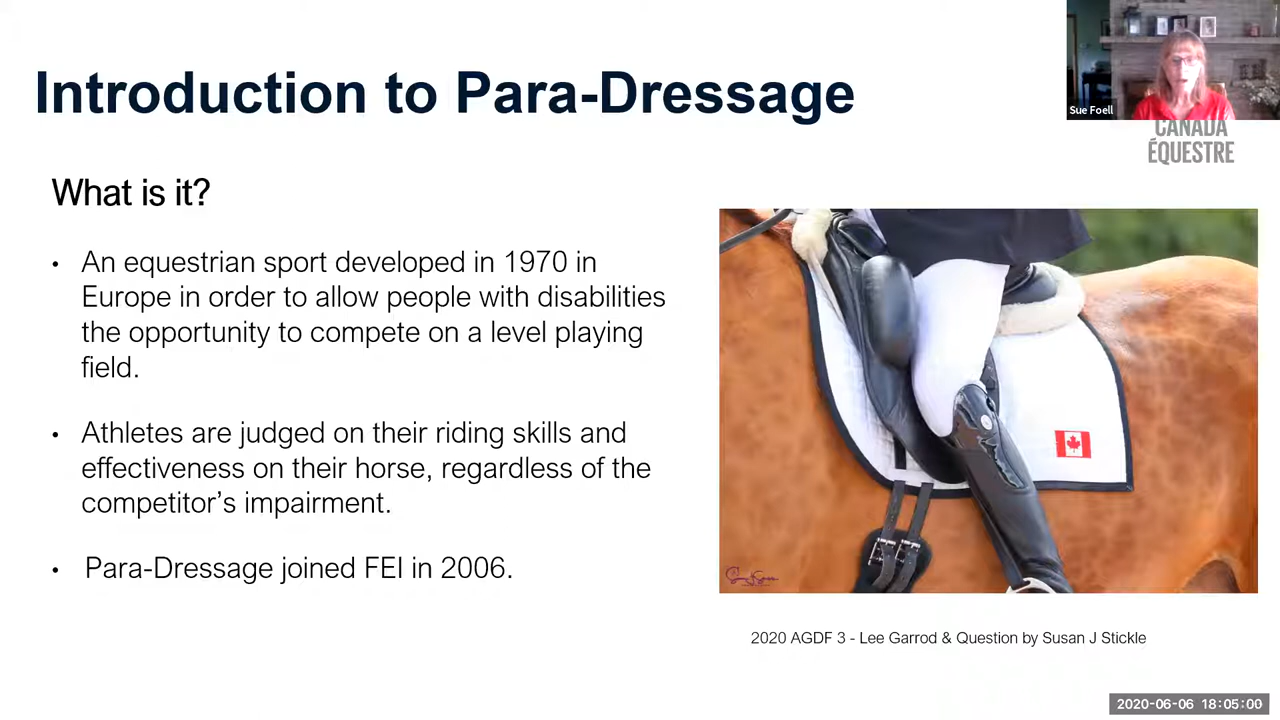 Introduction to Para-Dressage
Sue Foell
CANADA
ÉQUESTRE
What is it?
• An equestrian sport developed in 1970 in
Europe in order to allow people with disabilities
the opportunity to compete on a level playing
field.
• Athletes are judged on their riding skills and
effectiveness on their horse, regardless of the
competitor’s impairment.
• Para-Dressage joined FEI in 2006.
2020 AGDF 3 - Lee Garrod & Question by Susan J Stickle
2020-06-06 18:05:00